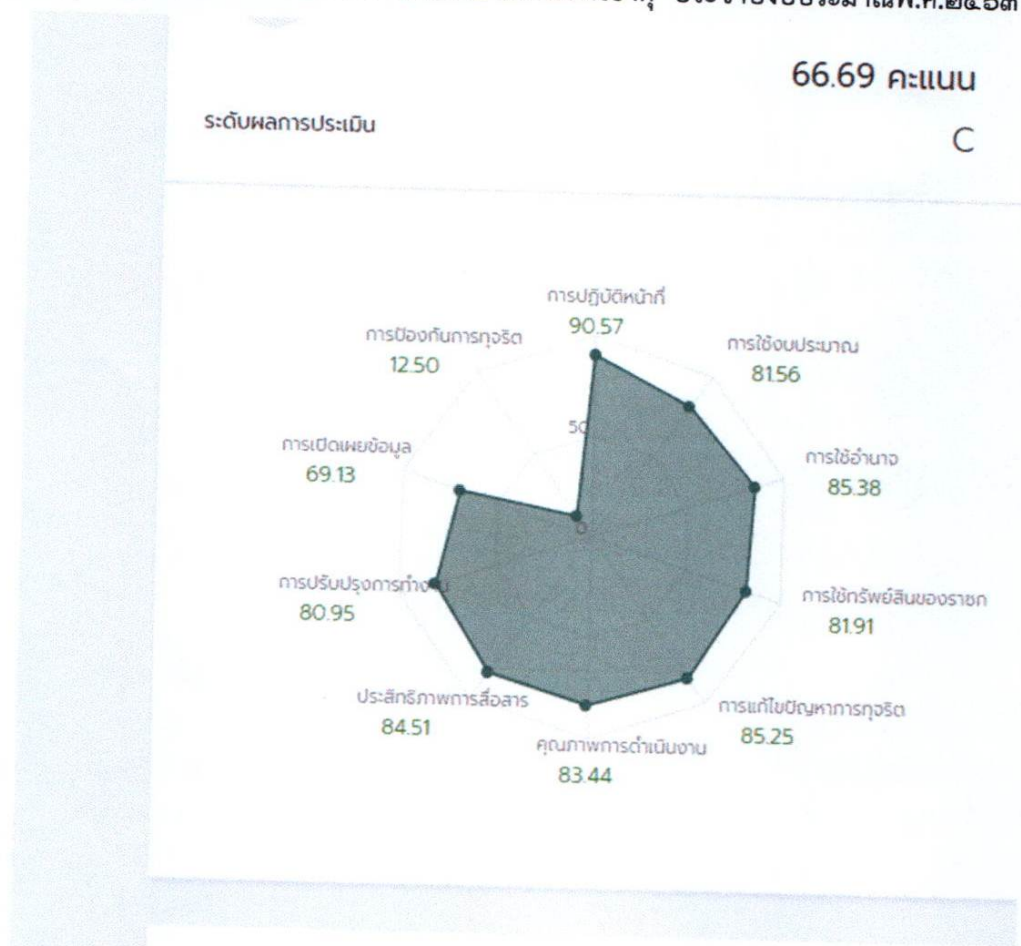 66.69 คะแนน
ระดับผลการประเมิน
C
การปฏิบัติหน้าที่
90.57
การใช้งบประมาณ
81.56
การใช้อำนาจ
85.38
การใช้ทรัพย์สินของราชก
81.91
การแก้ไขปัญหาการทุจริต
85.25
คุณภาพการดำเนินงาน
83.44
ประสิทธิภาพการสื่อสาร
84.51
การปรับปรุงการทำงาน
80.95
การเปิดเผยข้อมูล
69.13
การป้องกันการทุจริต
12.50
50
0